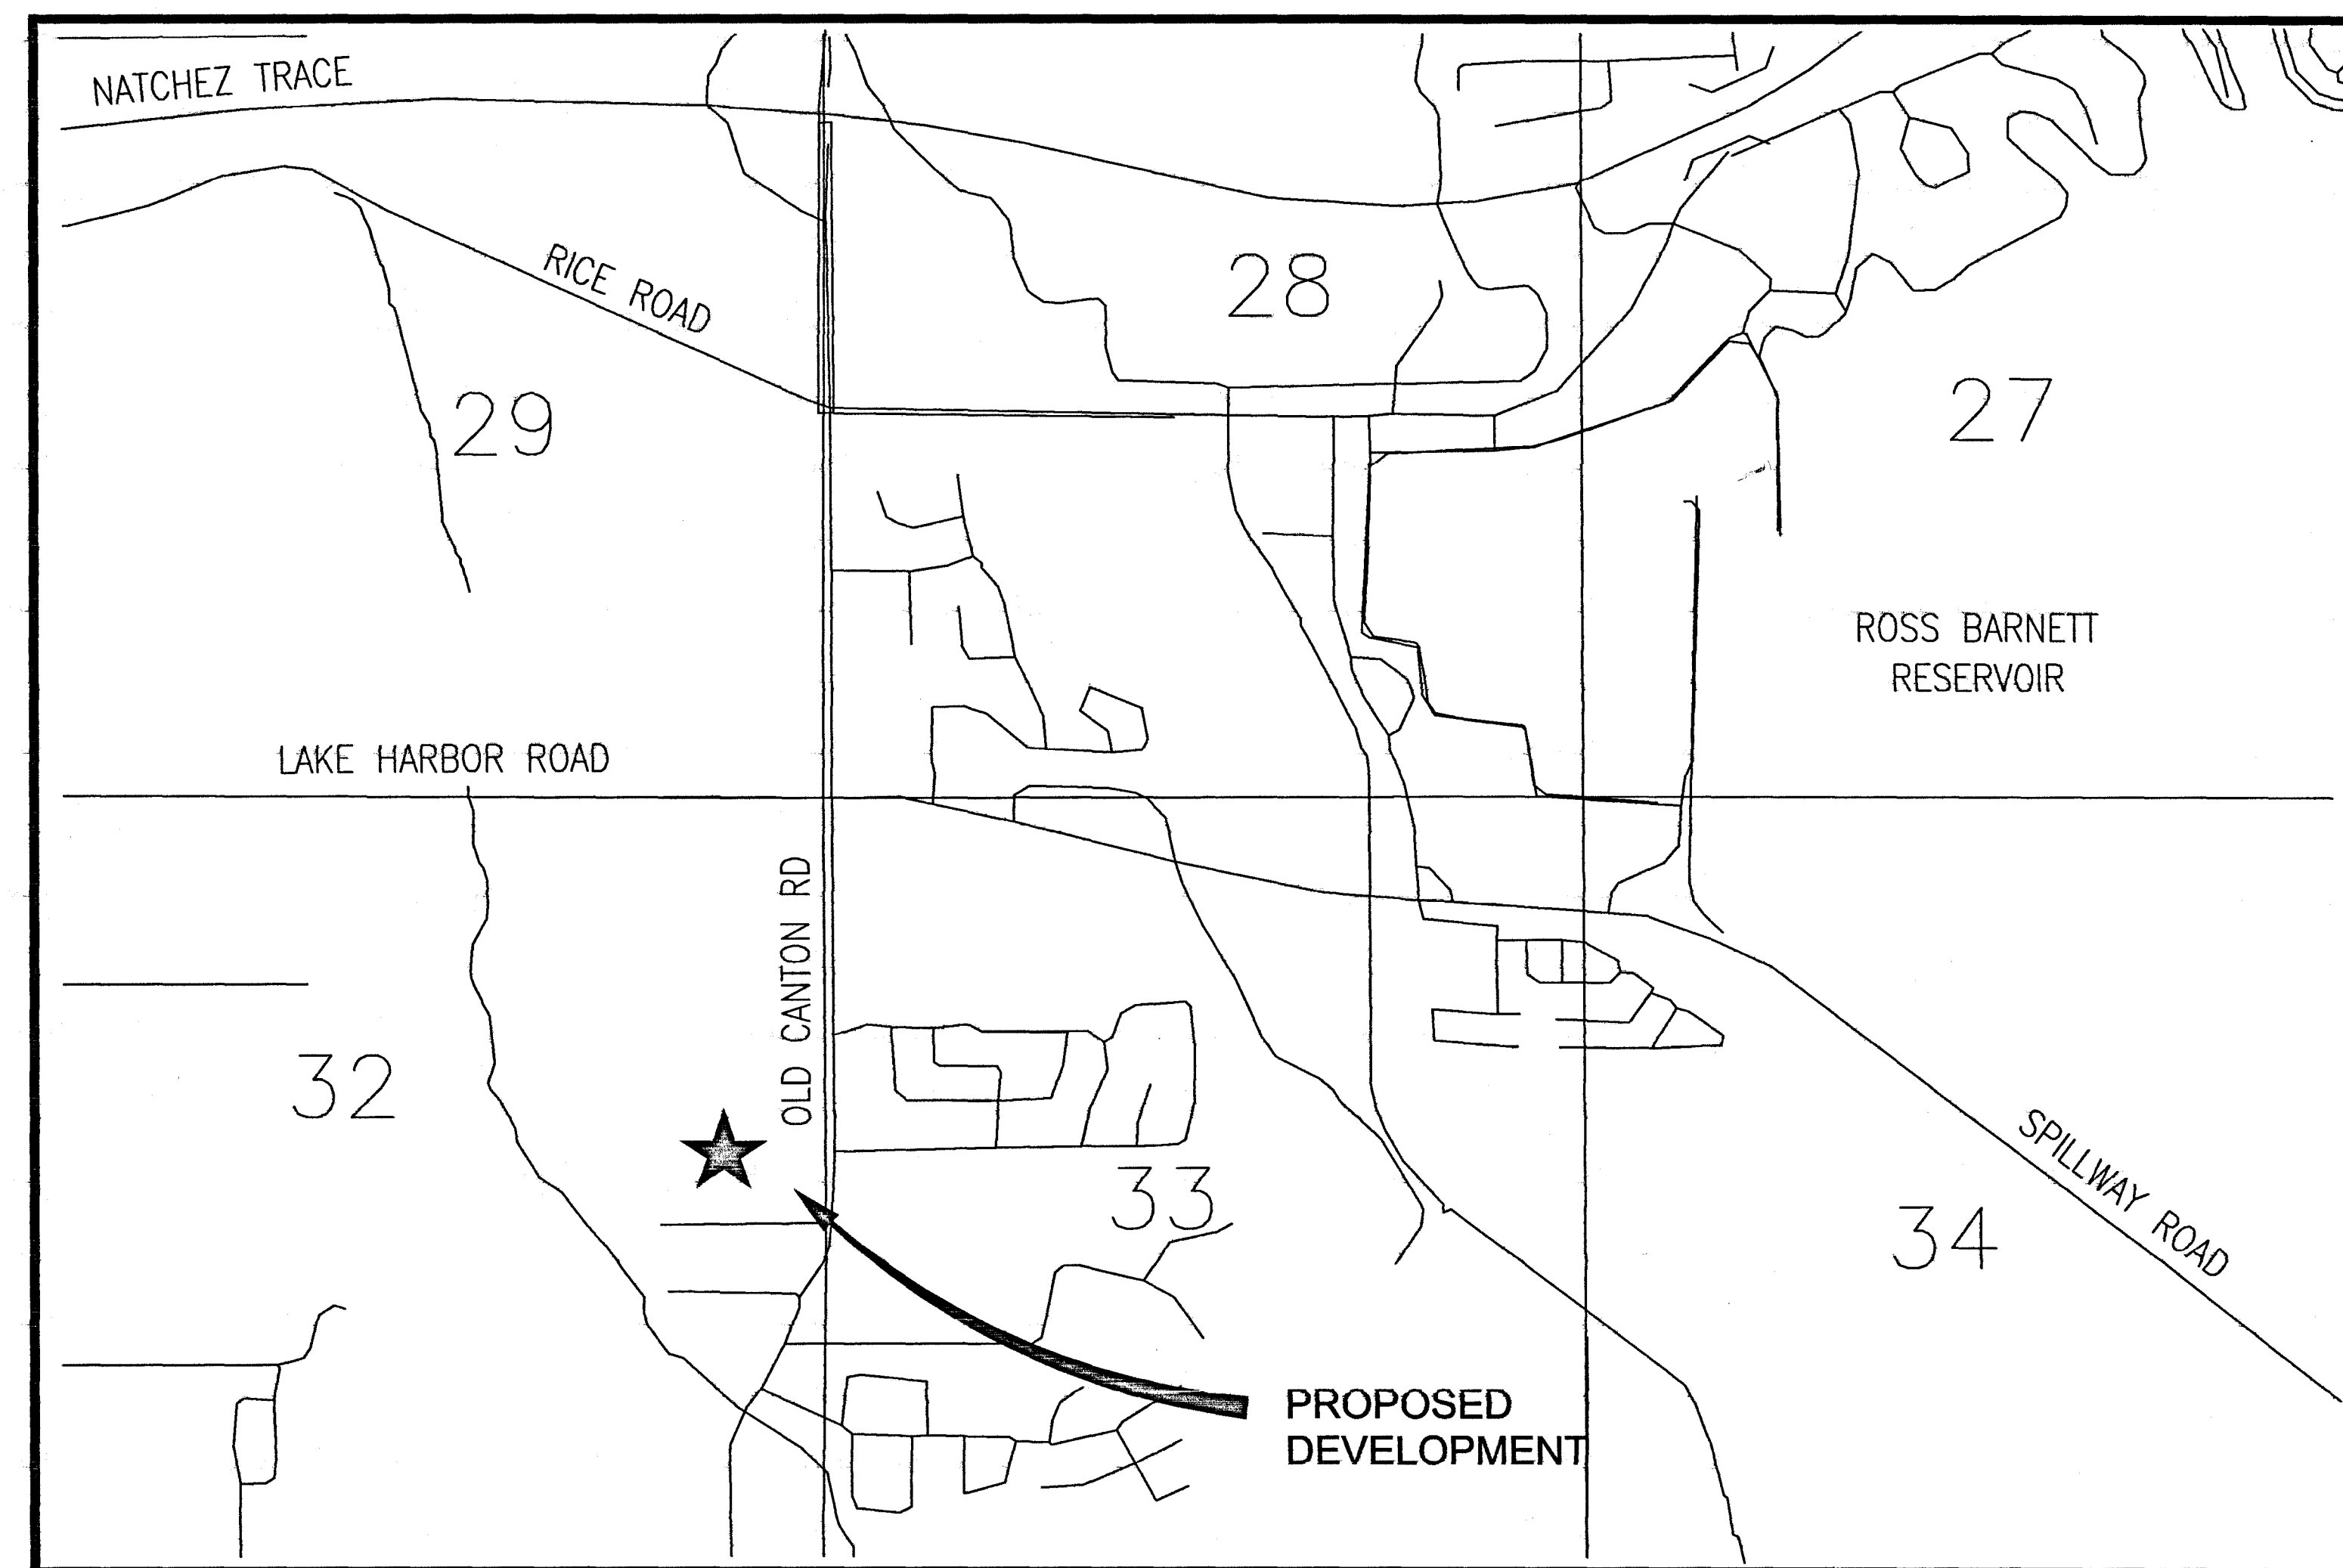 NATCHEZ TRACE
RICE ROAD
28
29
27
ROSS BARNETT
RESERVOIR
LAKE HARBOR ROAD
OLD CANTON RD
32
33
34
SPILLWAY ROAD
PROPOSED
DEVELOPMENT